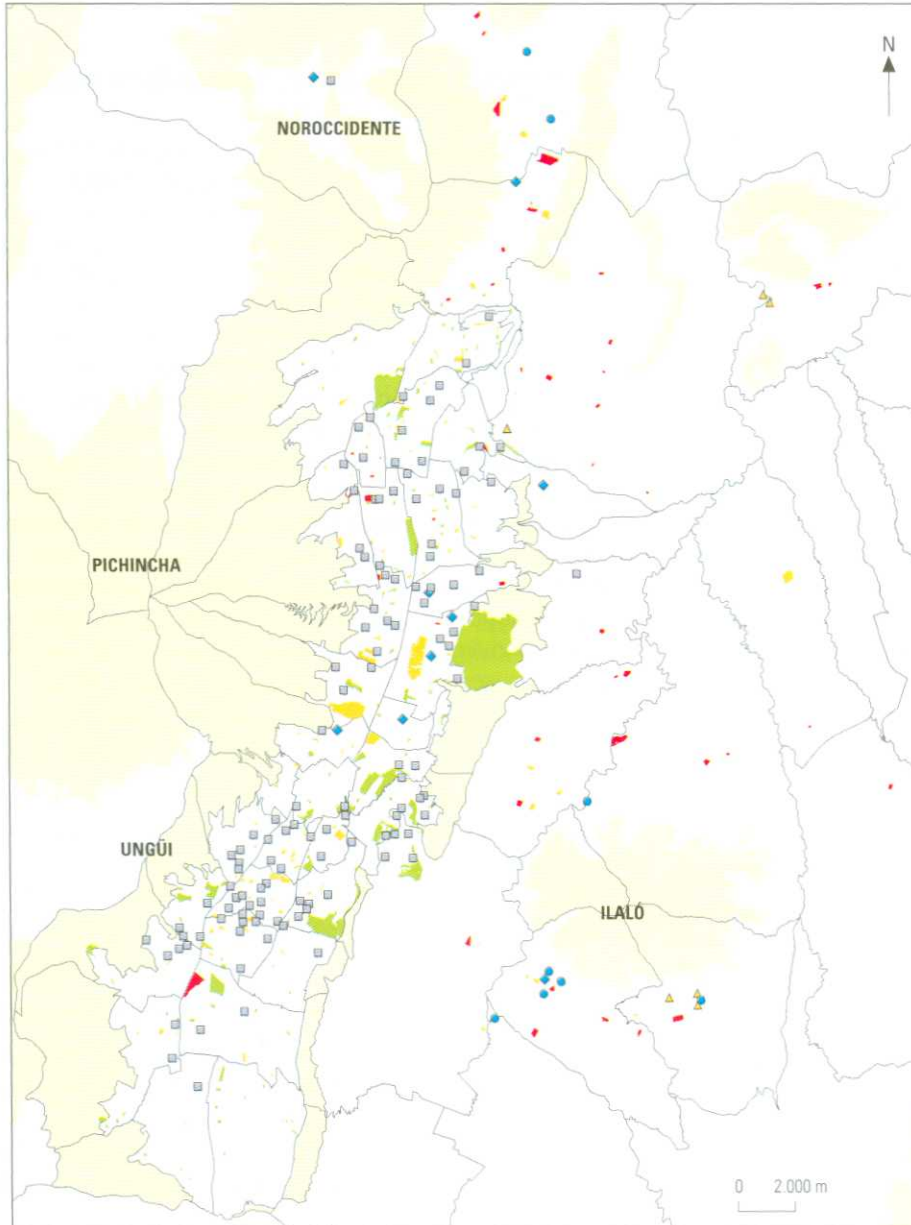 N
NOROCCIDENTE
PICHINCHA
UNGÜI
ILALÓ
0 2.000 m